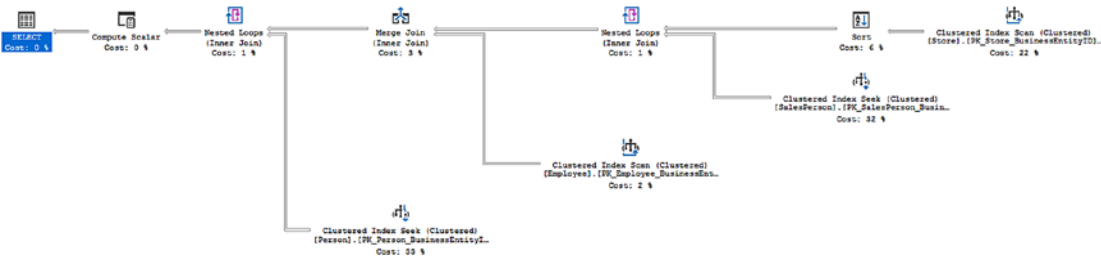 SELECT
Cost: 0 %
Compute Scalar
Cost: 0 %
Nested Loops
(Inner Join)
Cost: 1 %
Merge Join
(Inner Join)
Cost: 3 %
Nested Loops
(Inner Join)
Cost: 1 %
Sort
Cost: 6 %
Clustered Index Scan (Clustered)
[Store].[PK_Store_BusinessEntityID]…
Cost: 22 %
Clustered Index Seek (Clustered)
[SalesPerson].[PK_SalesPerson_Busin…
Cost: 32 %
Clustered Index Scan (Clustered)
[Employee].[PK_Employee_BusinessEnt…
Cost: 2 %
Clustered Index Seek (Clustered)
[Person].[PK_Person_BusinessEntityI…
Cost: 33 %